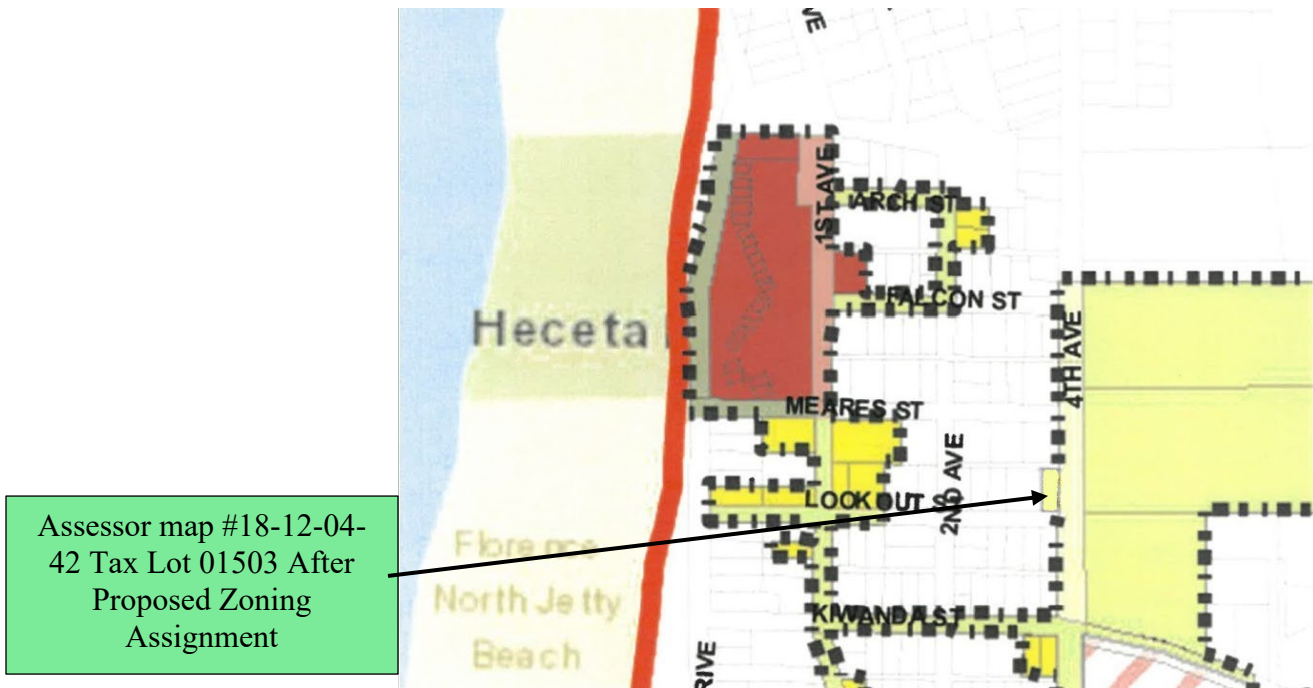 VE
1ST AVE
ARCH ST
FALCON ST
Heceta
4TH AVE
MEARES ST
2ND AVE
LOOKOUT S
Assessor map #18-12-04-
42 Tax Lot 01503 After
Proposed Zoning
Assignment
Florence
North Jetty
Beach
KIWANDA ST
RIVE